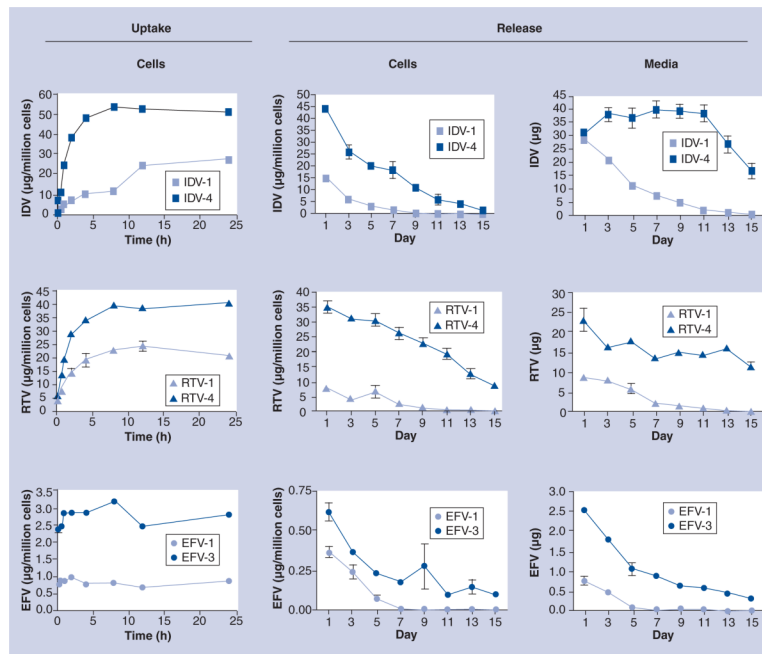 Uptake
Release
Cells
Cells
Media
IDV (µg/million cells)
60
50
40
30
20
10
0
IDV-1
IDV-4
0 5 10 15 20 25
Time (h)
IDV (µg/million cells)
50
45
40
35
30
25
20
15
10
5
0
IDV-1
IDV-4
1 3 5 7 9 11 13 15
Day
IDV (µg)
45
40
35
30
25
20
15
10
5
0
IDV-1
IDV-4
1 3 5 7 9 11 13 15
Day
RTV (µg/million cells)
45
40
35
30
25
20
15
10
5
0
RTV-1
RTV-4
0 5 10 15 20 25
Time (h)
RTV (µg/million cells)
40
35
30
25
20
15
10
5
0
RTV-1
RTV-4
1 3 5 7 9 11 13 15
Day
RTV (µg)
30
25
20
15
10
5
0
RTV-1
RTV-4
1 3 5 7 9 11 13 15
Day
EFV (µg/million cells)
3.5
3.0
2.5
2.0
1.5
1.0
0.5
0.0
EFV-1
EFV-3
0 5 10 15 20 25
Time (h)
EFV (µg/million cells)
0.75
0.50
0.25
0.00
EFV-1
EFV-3
1 3 5 7 9 11 13 15
Day
EFV (µg)
3.0
2.5
2.0
1.5
1.0
0.5
0.0
EFV-1
EFV-3
1 3 5 7 9 11 13 15
Day